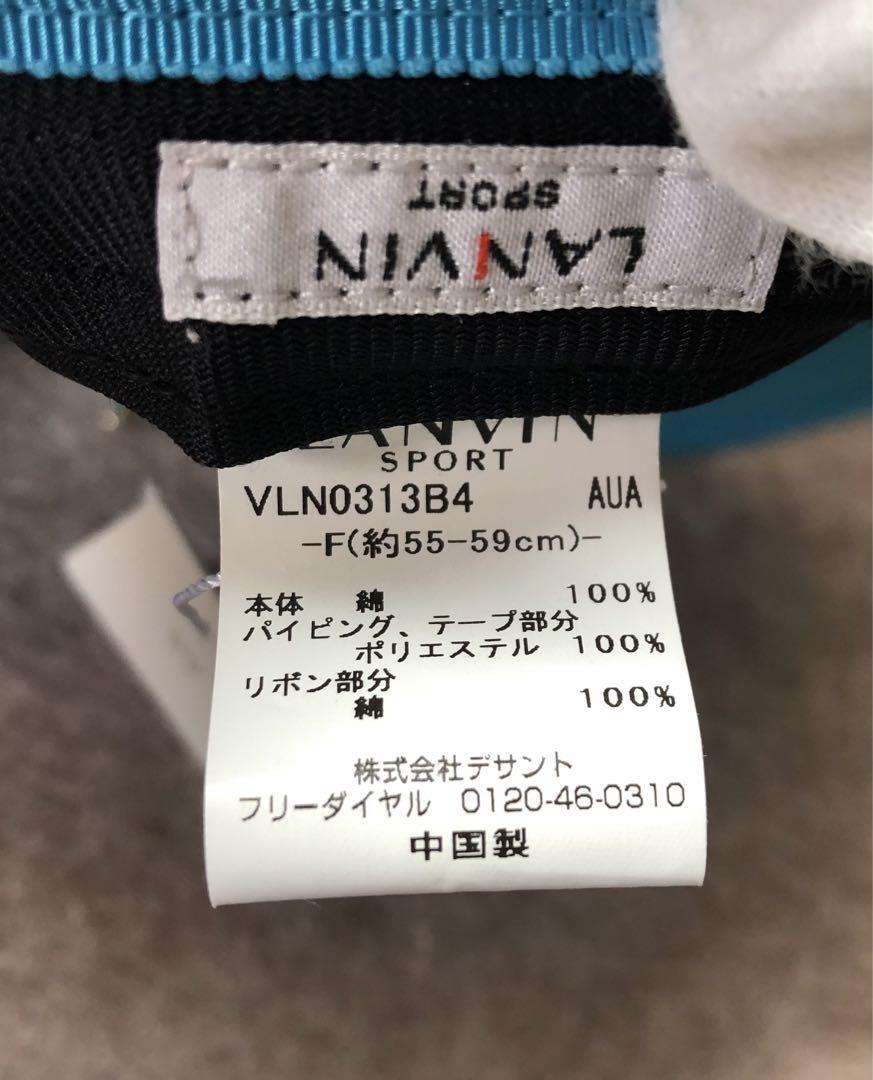 LANVIN
SPORT
LANVIN
SPORT
VLN0313B4 AUA
-F(約55-59cm)-
本体 綿 100%
パイピング、テープ部分
ポリエステル 100%
リボン部分
綿 100%
株式会社デサント
フリーダイヤル 0120-46-0310
中国製